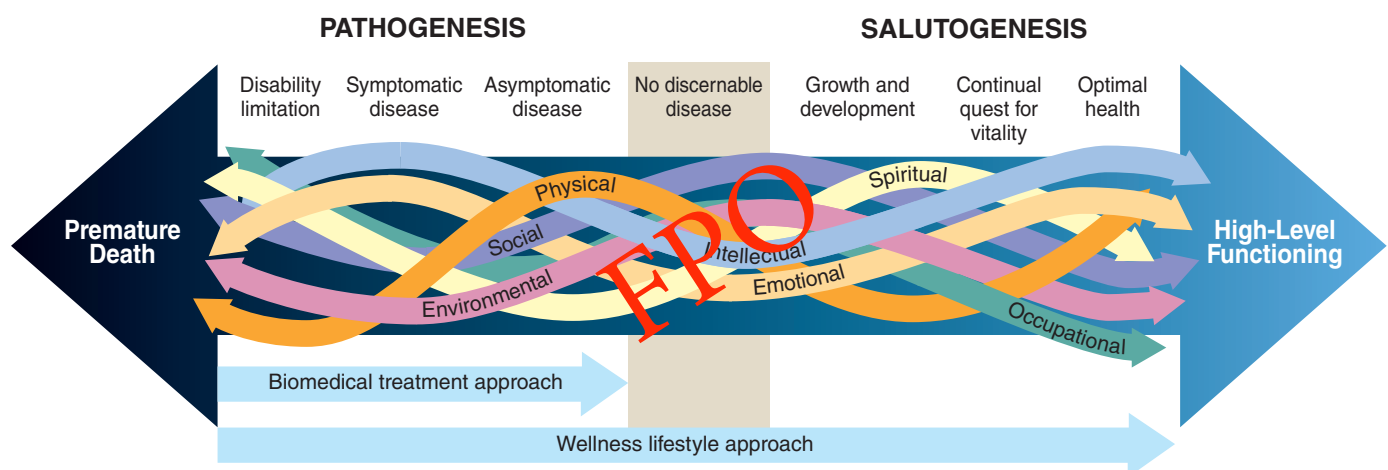 PATHOGENESIS
SALUTOGENESIS
Disability
limitation
Symptomatic
disease
Asymptomatic
disease
No discernable
disease
Growth and
development
Continual
quest for
vitality
Optimal
health
Premature
Death
Physical
Social
Environmental
FPO
Intellectual
Emotional
Spiritual
Occupational
High-Level
Functioning
Biomedical treatment approach
Wellness lifestyle approach